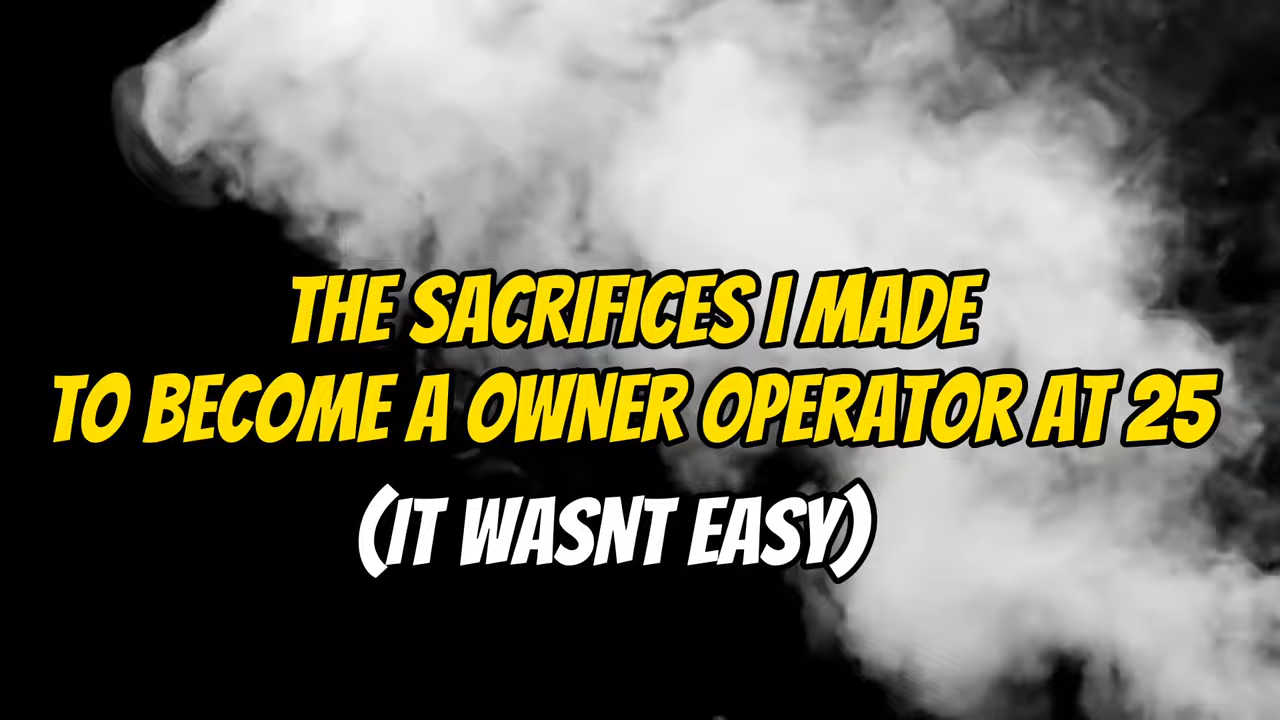 THE SACRIFICES I MADE
TO BECOME A OWNER OPERATOR AT 25
(IT WASNT EASY)